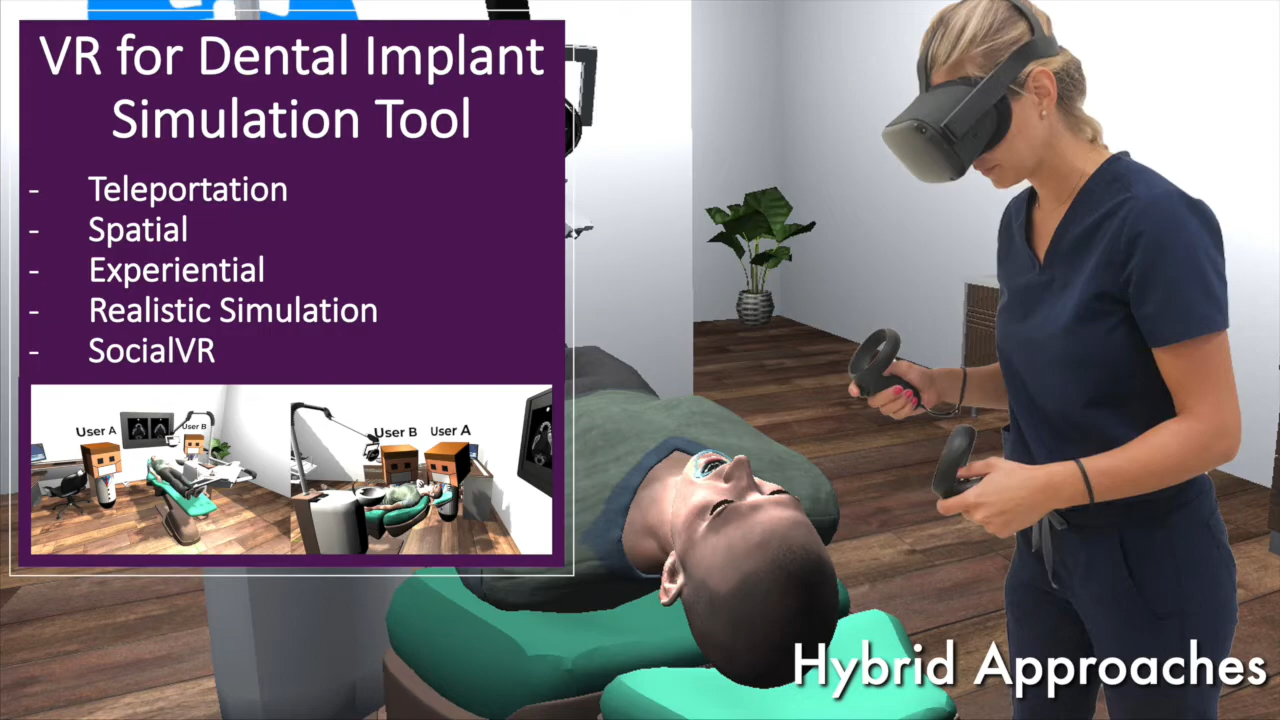 VR for Dental Implant
Simulation Tool
- Teleportation
- Spatial
- Experiential
- Realistic Simulation
- SocialVR
User A
User B
User B
User A
Hybrid Approaches